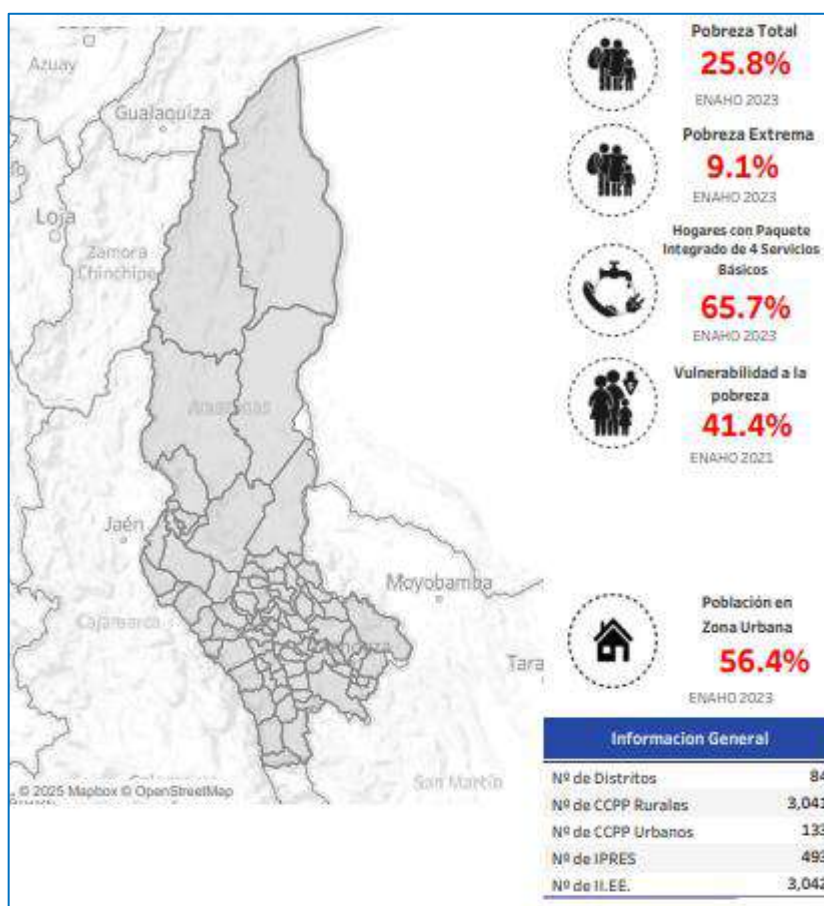 Azuay
Gualaquiza
Loja
Zamora
Chinchipe
Amazonas
Jaén
Cajamarca
Moyobamba
Tara
San Martín
© 2025 Mapbox © OpenStreetMap
Pobreza Total
25.8%
ENAHO 2023
Pobreza Extrema
9.1%
ENAHO 2023
Hogares con Paquete
Integrado de 4 Servicios
Básicos
65.7%
ENAHO 2023
Vulnerabilidad a la
pobreza
41.4%
ENAHO 2021
Población en
Zona Urbana
56.4%
ENAHO 2023
Informacion General
Nº de Distritos 84
Nº de CCPP Rurales 3,041
Nº de CCPP Urbanos 133
Nº de IPRES 493
Nº de II.EE. 3,042